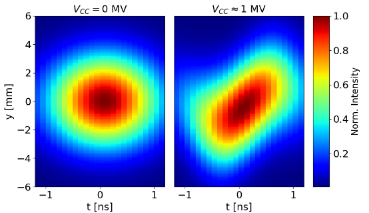 V_CC = 0 MV
V_CC ≈ 1 MV
6
4
2
0
−2
−4
−6
y [mm]
−1 0 1
t [ns]
−1 0 1
t [ns]
1.0
0.8
0.6
0.4
0.2
Norm. Intensity